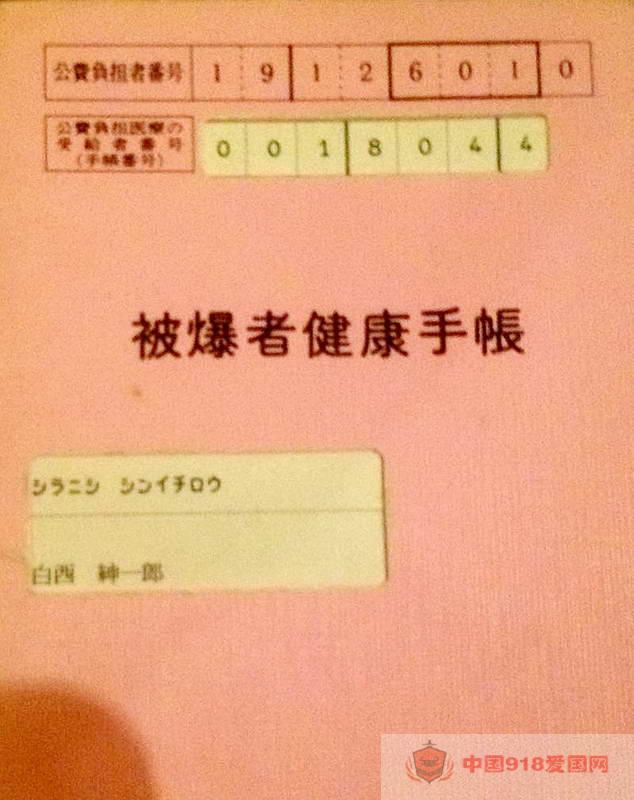 公費負担者番号 1 9 1 2 6 0 1 0
公費負担医療の
受給者番号
(手帳番号)
0 0 1 8 0 4 4
被爆者健康手帳
シラニシ シンイチロウ
白西 紳一郎
中国918爱国网